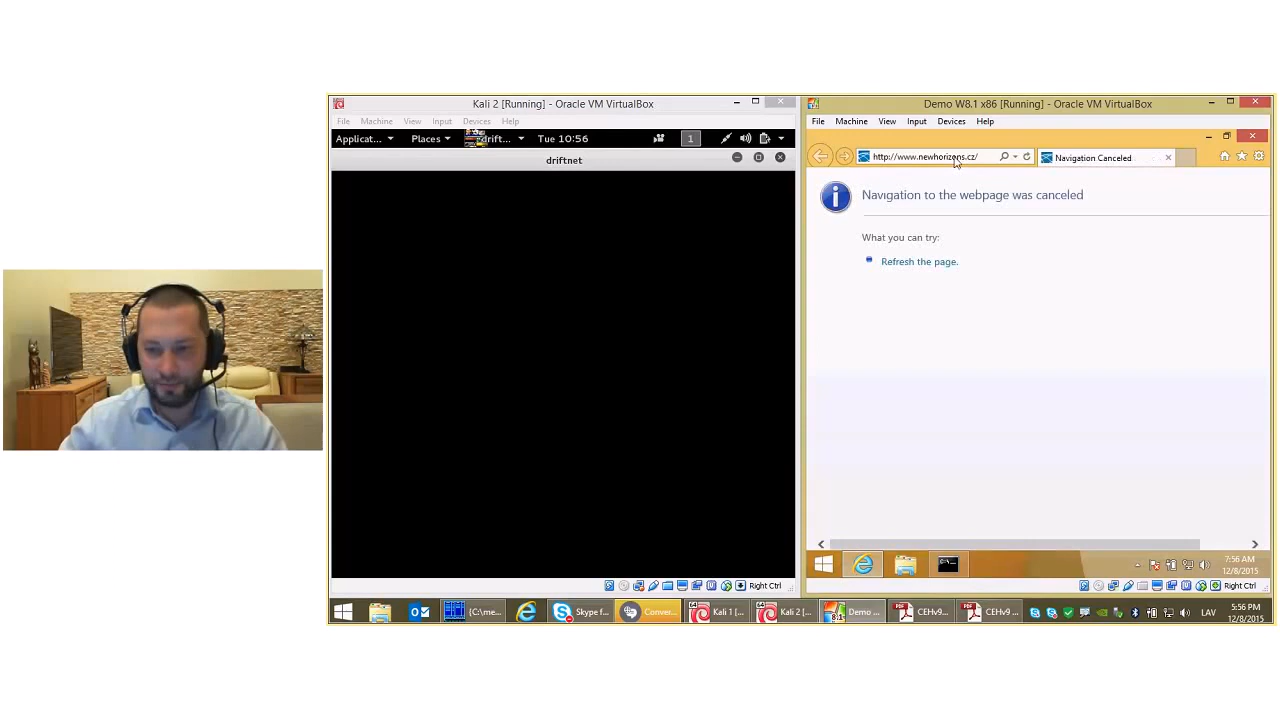 Kali 2 [Running] - Oracle VM VirtualBox
File Machine View Input Devices Help
Applicat... Places drift... Tue 10:56 1
driftnet
Right Ctrl
Demo W8.1 x86 [Running] - Oracle VM VirtualBox
File Machine View Input Devices Help
http://www.newhorizons.cz/
Navigation Canceled
Navigation to the webpage was canceled
What you can try:
Refresh the page.
7:56 AM
12/8/2015
Right Ctrl
{C:\me... Skype f... Conver... Kali 1 [... Kali 2 [... Demo ... CEHv9 ... CEHv9 ... LAV
5:56 PM
12/8/2015